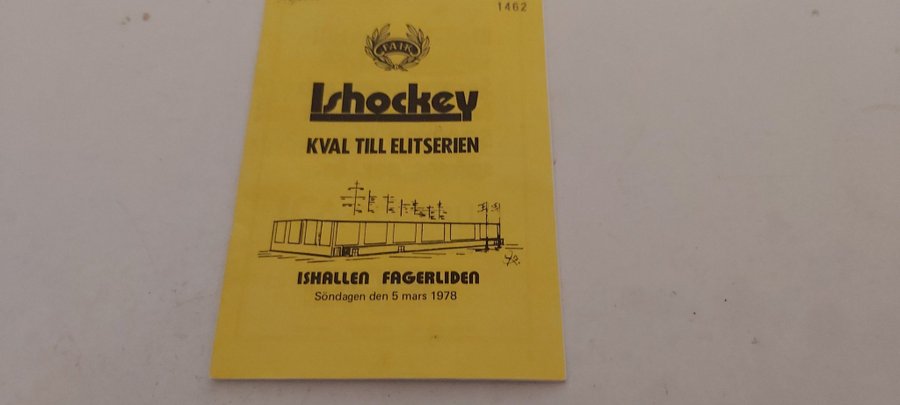 1462
FAIK
Ishockey
KVAL TILL ELITSERIEN
ISHALLEN FAGERLIDEN
Söndagen den 5 mars 1978